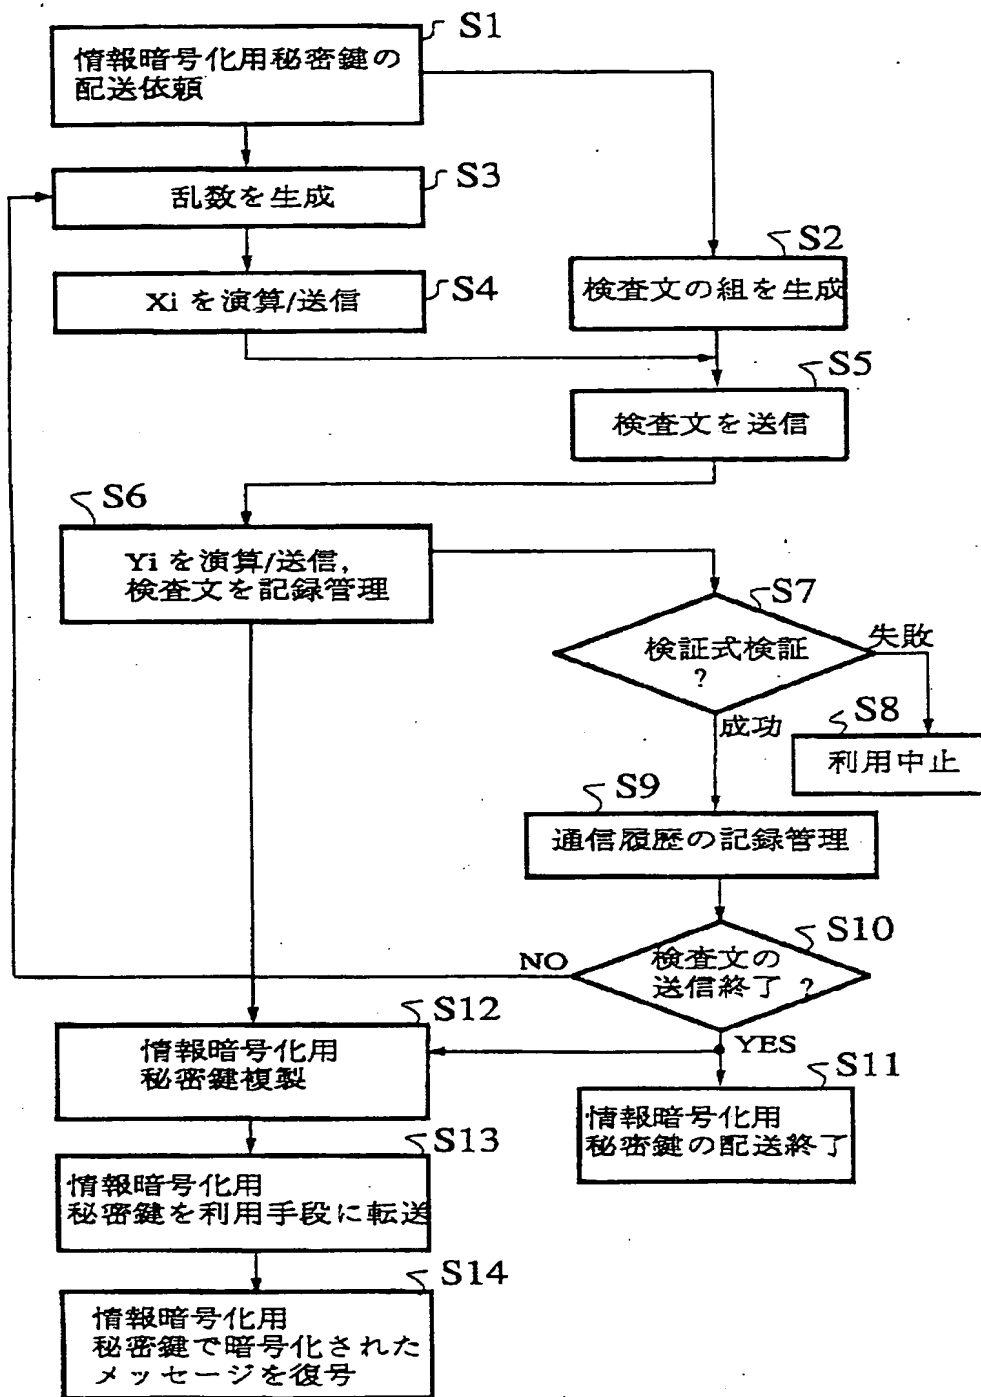 S1
情報暗号化用秘密鍵の
配送依頼
S3
乱数を生成
S2
検査文の組を生成
S4
Xi を演算/送信
S5
検査文を送信
S6
Yi を演算/送信,
検査文を記録管理
S7
検証式検証
?
失敗
成功
S8
利用中止
S9
通信履歴の記録管理
S10
検査文の
送信終了 ?
NO
YES
S12
情報暗号化用
秘密鍵複製
S11
情報暗号化用
秘密鍵の配送終了
S13
情報暗号化用
秘密鍵を利用手段に転送
S14
情報暗号化用
秘密鍵で暗号化された
メッセージを復号